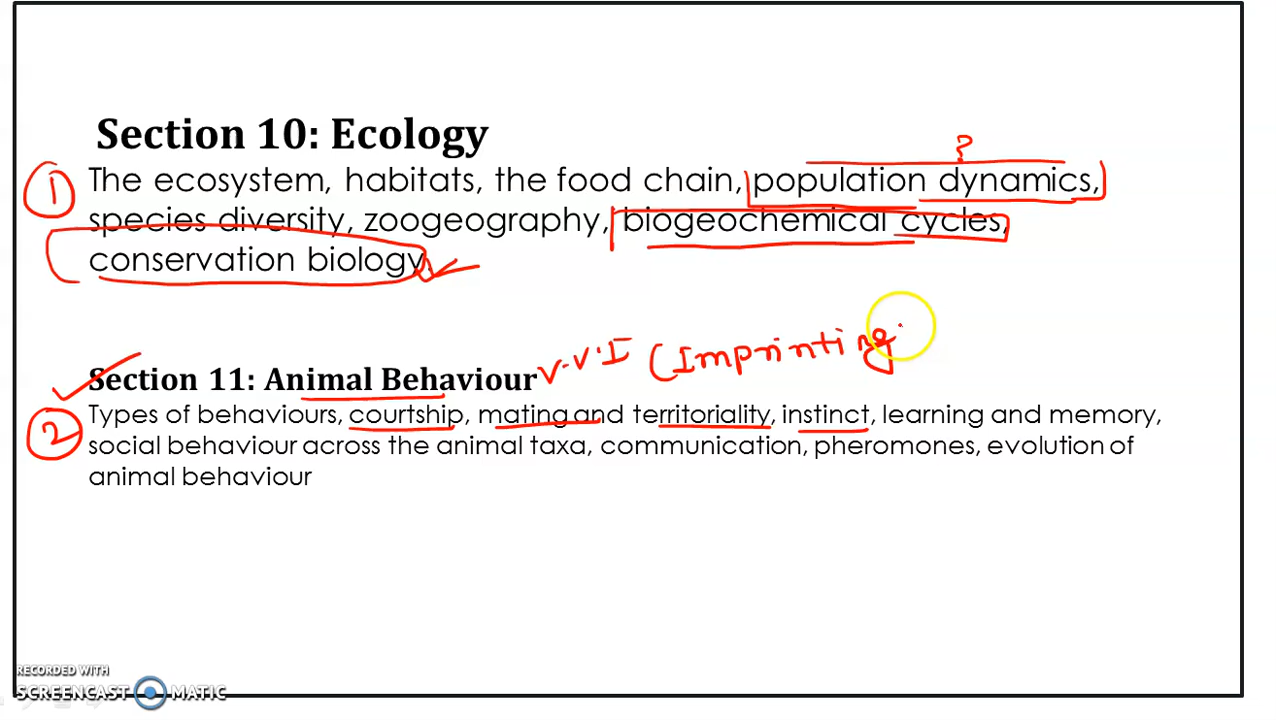 Section 10: Ecology
?
1 The ecosystem, habitats, the food chain, population dynamics,
species diversity, zoogeography, biogeochemical cycles,
conservation biology.
Section 11: Animal Behaviour V.V.I (Imprinting
2 Types of behaviours, courtship, mating and territoriality, instinct, learning and memory,
social behaviour across the animal taxa, communication, pheromones, evolution of
animal behaviour
RECORDED WITH
SCREENCAST MATIC